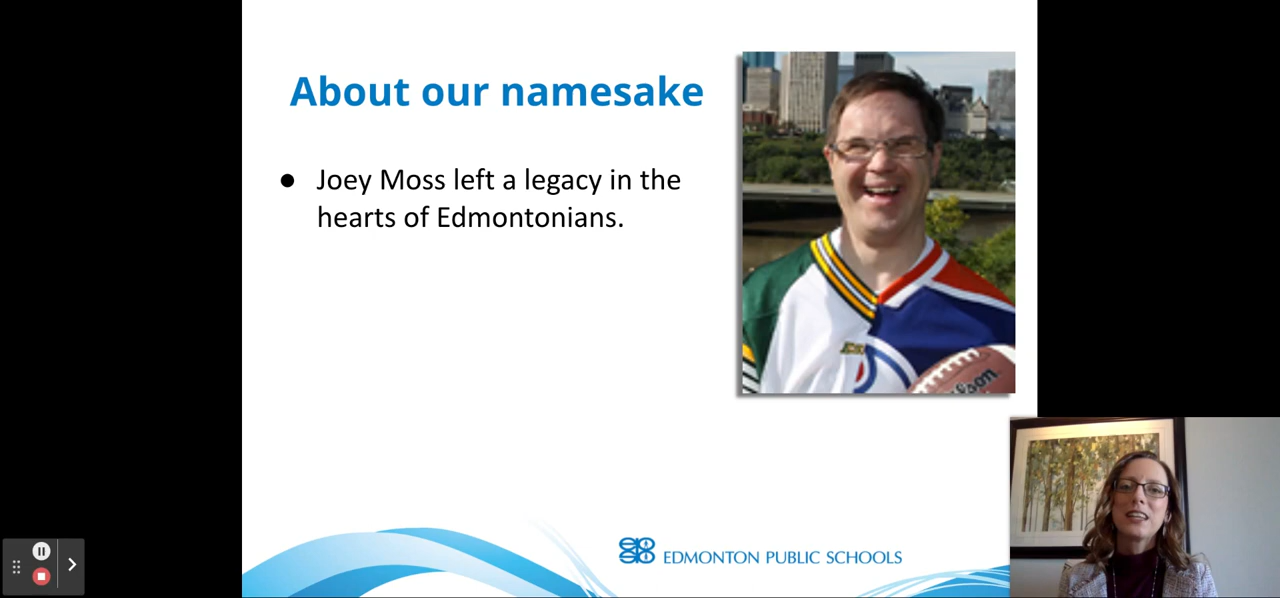 About our namesake
● Joey Moss left a legacy in the
hearts of Edmontonians.
EDMONTON PUBLIC SCHOOLS